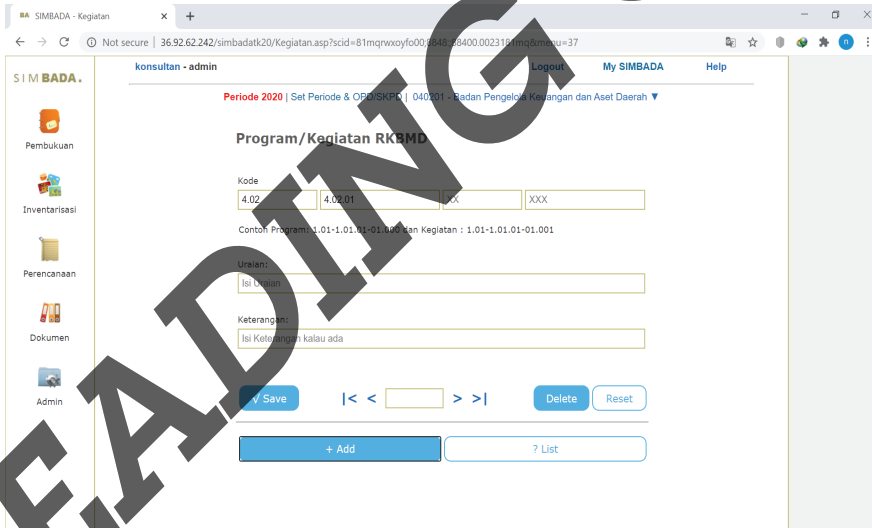 SIMBADA - Kegiatan
Not secure | 36.92.62.242/simbadatk20/Kegiatan.asp?scid=81mqrwxoyfo00;
&menu=37
SIMBADA.
konsultan - admin
Logout
My SIMBADA
Help
Periode 2020 | Set Periode & OPD/SKPD | 040201 - Badan Pengelola Keuangan dan Aset Daerah ▼
Pembukuan
Inventarisasi
Perencanaan
Dokumen
Admin
Program/Kegiatan RKBMD
Kode
4.02
4.02.01
XX
XXX
Contoh Program: 1.01-1.01.01-01.000 dan Kegiatan : 1.01-1.01.01-01.001
Uraian:
Isi Uraian
Keterangan:
Isi Keterangan kalau ada
√ Save
|< <
> >|
Delete
Reset
+ Add
? List
EADING